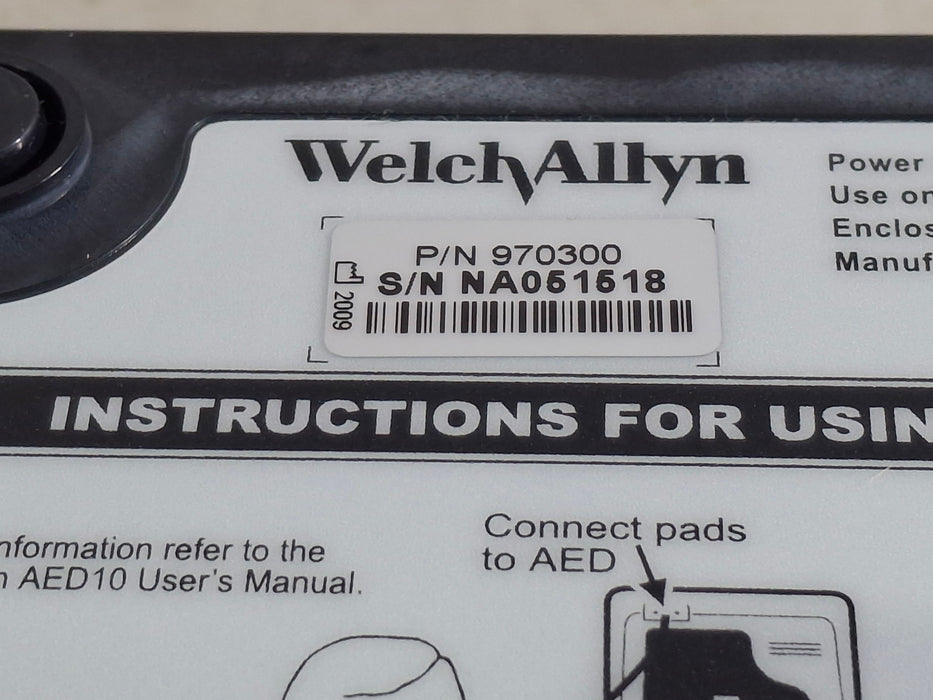 WelchAllyn
Power
Use on
Enclos
Manuf
P/N 970300
S/N NA051518
2009
INSTRUCTIONS FOR USIN
nformation refer to the
n AED10 User's Manual.
Connect pads
to AED